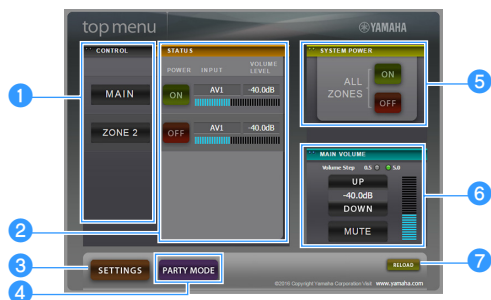 top menu
YAMAHA
CONTROL
MAIN
ZONE 2
STATUS
POWER INPUT VOLUME LEVEL
ON AV1 -40.0dB
OFF AV1 -40.0dB
SYSTEM POWER
ALL ZONES
ON
OFF
MAIN VOLUME
Volume Step 0.5 5.0
UP
-40.0dB
DOWN
MUTE
SETTINGS
PARTY MODE
RELOAD
©2016 Copyright Yamaha Corporation Visit www.yamaha.com
1
2
3
4
5
6
7